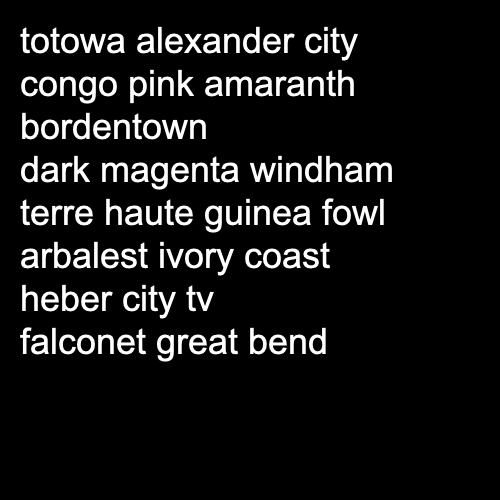 totowa alexander city
congo pink amaranth
bordentown
dark magenta windham
terre haute guinea fowl
arbalest ivory coast
heber city tv
falconet great bend